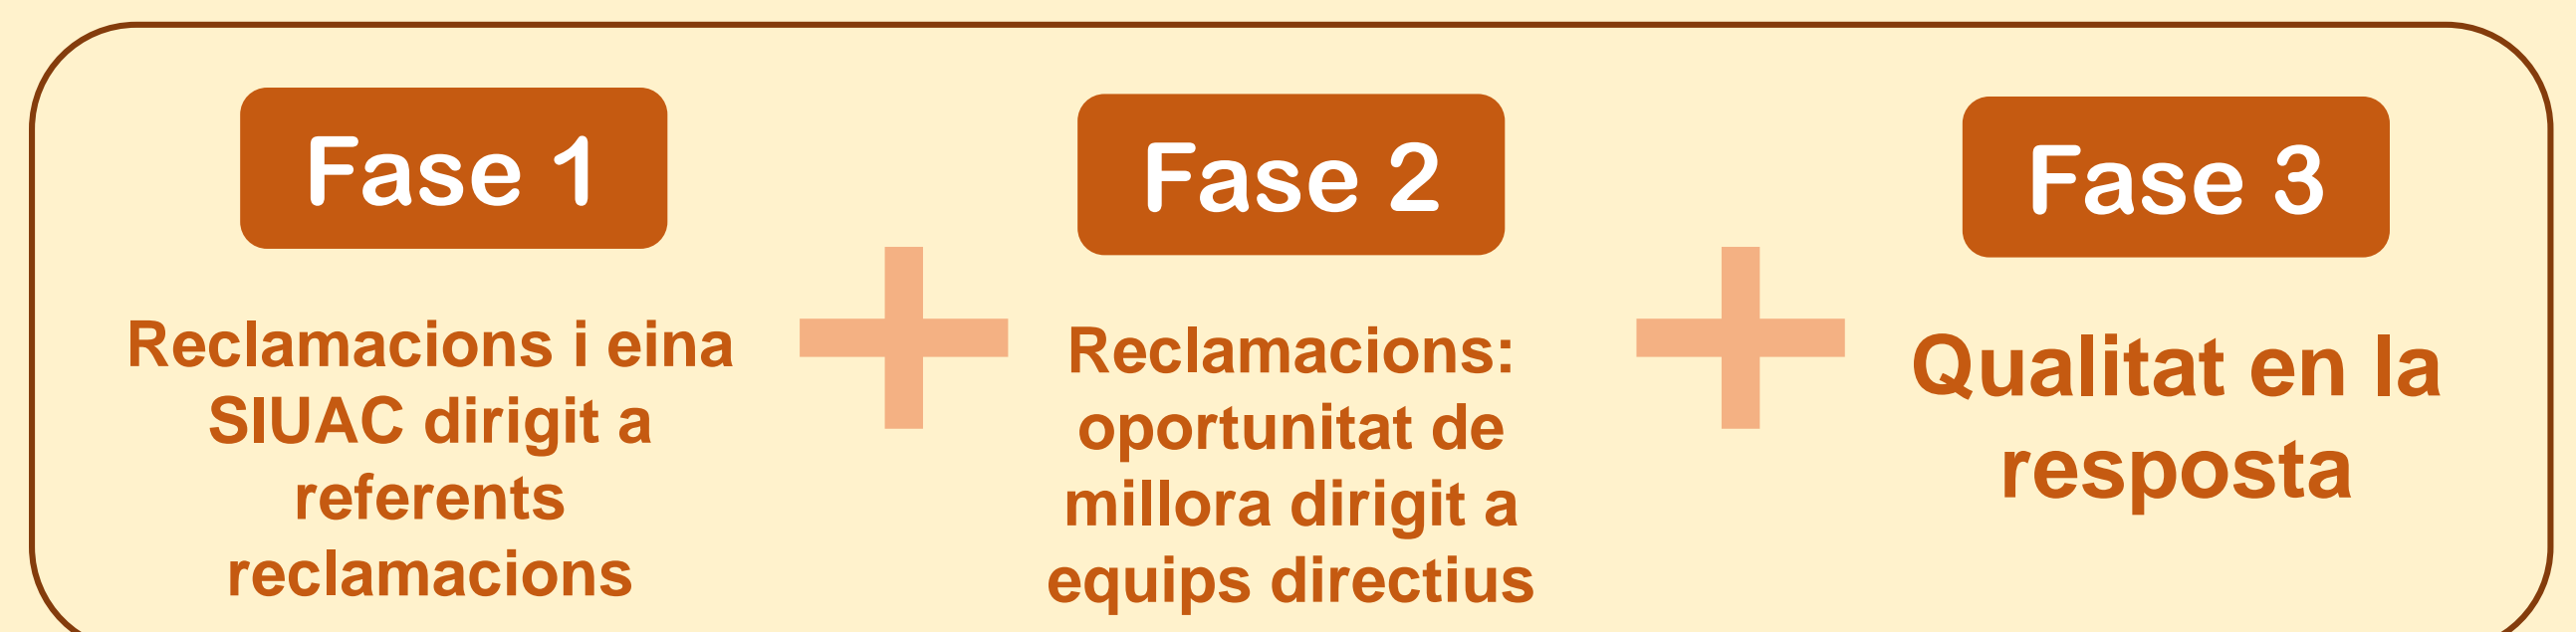 Fase 1
Reclamacions i eina
SIUAC dirigit a
referents
reclamacions
Fase 2
Reclamacions:
oportunitat de
millora dirigit a
equips directius
Fase 3
Qualitat en la
resposta